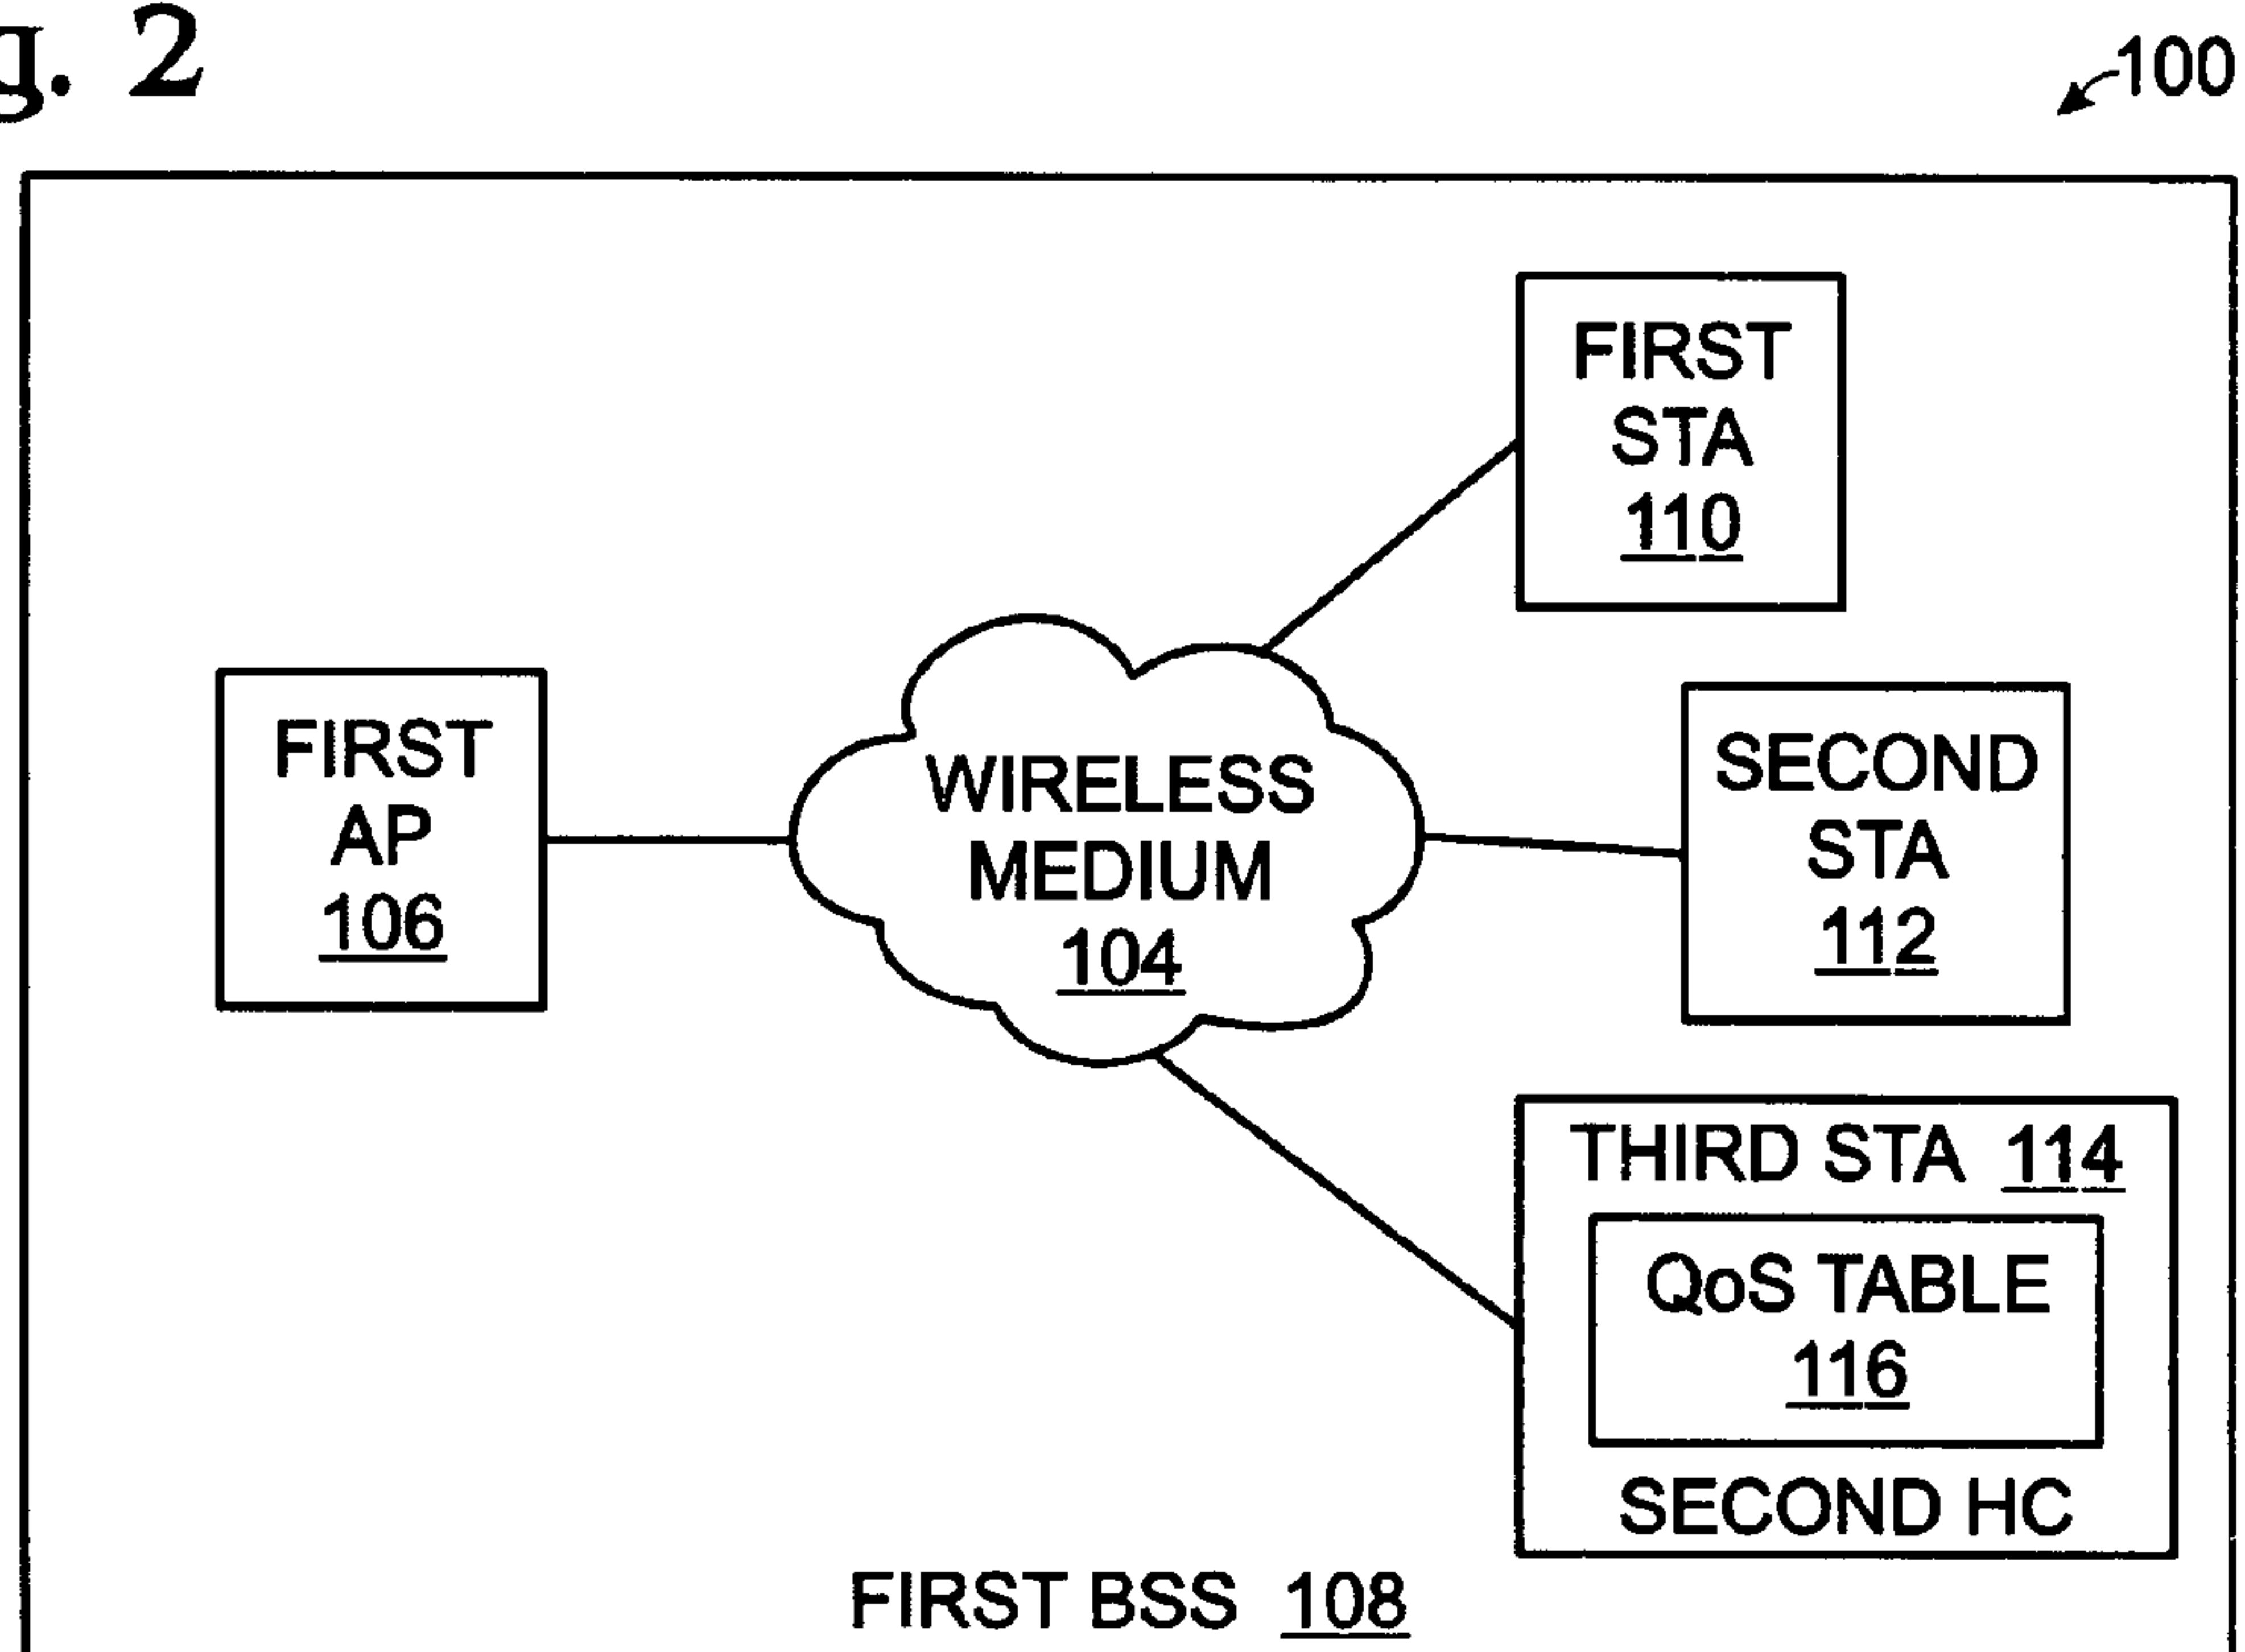 g. 2
100
FIRST
STA
110
FIRST
AP
106
WIRELESS
MEDIUM
104
SECOND
STA
112
THIRD STA 114
QoS TABLE
116
SECOND HC
FIRST BSS 108